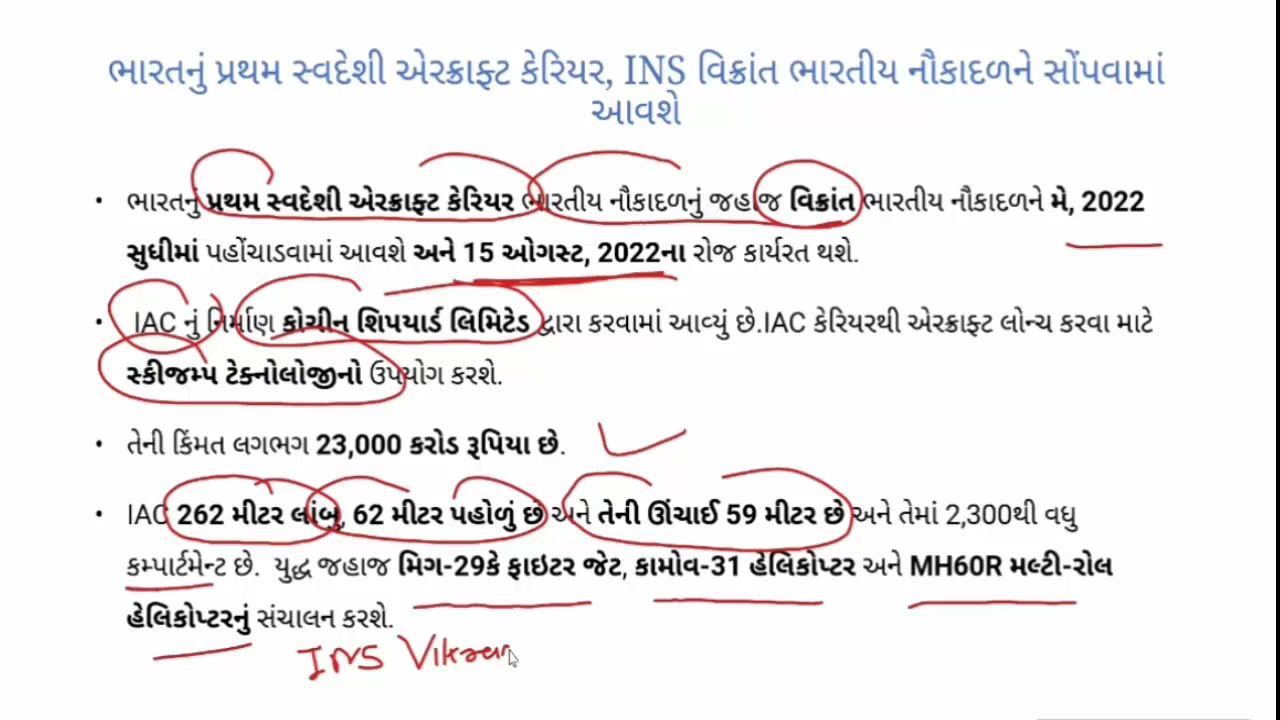 ભારતનું પ્રથમ સ્વદેશી એરક્રાફ્ટ કેરિયર, INS વિક્રાંત ભારતીય નૌકાદળને સોંપવામાં
આવશે
• ભારતનું પ્રથમ સ્વદેશી એરક્રાફ્ટ કેરિયર ભારતીય નૌકાદળનું જહાજ વિક્રાંત ભારતીય નૌકાદળને મે, 2022
સુધીમાં પહોંચાડવામાં આવશે અને 15 ઓગસ્ટ, 2022ના રોજ કાર્યરત થશે.
• IAC નું નિર્માણ કોચીન શિપયાર્ડ લિમિટેડ દ્વારા કરવામાં આવ્યું છે.IAC કેરિયરથી એરક્રાફ્ટ લોન્ચ કરવા માટે
સ્કીજમ્પ ટેક્નોલોજીનો ઉપયોગ કરશે.
• તેની કિંમત લગભગ 23,000 કરોડ રૂપિયા છે.
• IAC 262 મીટર લાંબુ, 62 મીટર પહોળું છે અને તેની ઊંચાઈ 59 મીટર છે અને તેમાં 2,300થી વધુ
કમ્પાર્ટમેન્ટ છે. યુદ્ધ જહાજ મિગ-29કે ફાઇટર જેટ, કામોવ-31 હેલિકોપ્ટર અને MH60R મલ્ટી-રોલ
હેલિકોપ્ટરનું સંચાલન કરશે.
INS Vikran